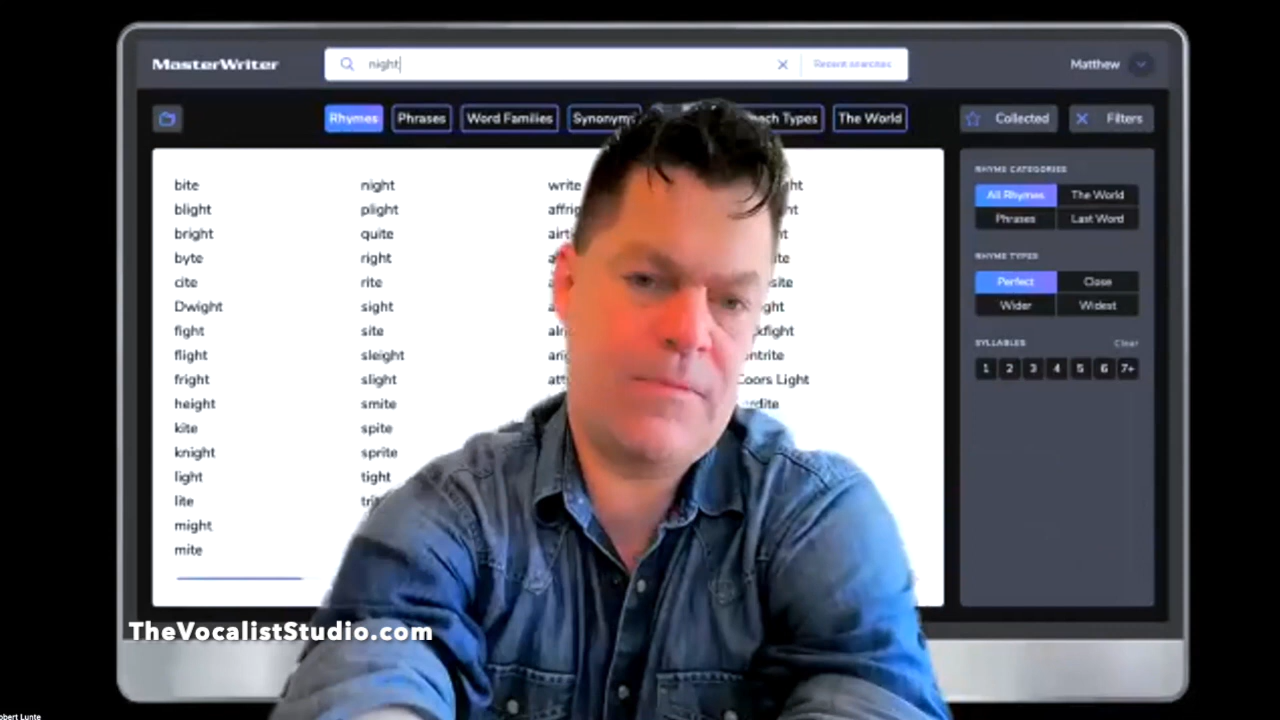 MasterWriter night Recent searches Matthew
Rhymes Phrases Word Families Synonyms Types The World Collected Filters
bite night write
blight plight
bright quite
byte right
cite rite
Dwight sight
fight site
flight sleight
fright slight Coors Light
height smite
kite spite
knight sprite
light tight
lite
might
mite
RHYME CATEGORIES
All Rhymes The World
Phrases Last Word
RHYME TYPES
Perfect Close
Wider Widest
SYLLABLES Clear
1 2 3 4 5 6 7+
TheVocalistStudio.com
obert Lunte